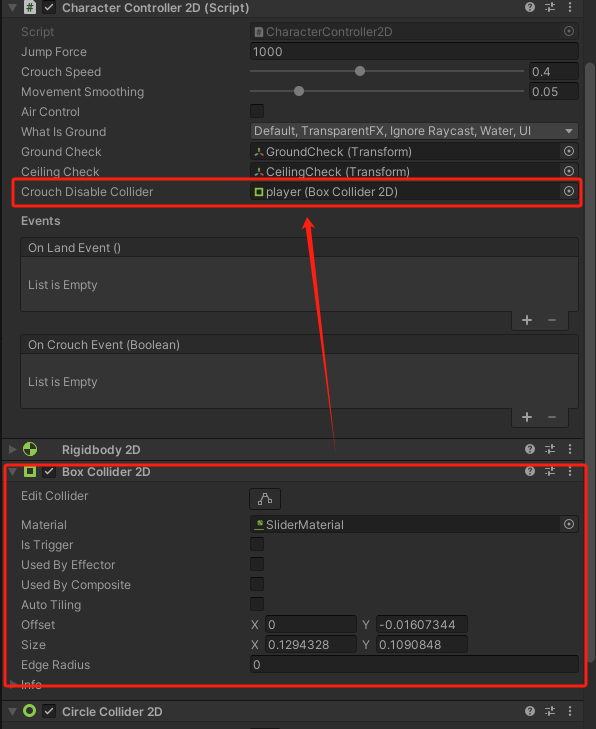 Character Controller 2D (Script)
Script CharacterController2D
Jump Force 1000
Crouch Speed 0.4
Movement Smoothing 0.05
Air Control
What Is Ground Default, TransparentFX, Ignore Raycast, Water, UI
Ground Check GroundCheck (Transform)
Ceiling Check CeilingCheck (Transform)
Crouch Disable Collider player (Box Collider 2D)
Events
On Land Event ()
List is Empty
+ −
On Crouch Event (Boolean)
List is Empty
+ −
Rigidbody 2D
Box Collider 2D
Edit Collider
Material SliderMaterial
Is Trigger
Used By Effector
Used By Composite
Auto Tiling
Offset X 0 Y -0.01607344
Size X 0.1294328 Y 0.1090848
Edge Radius 0
Info
Circle Collider 2D